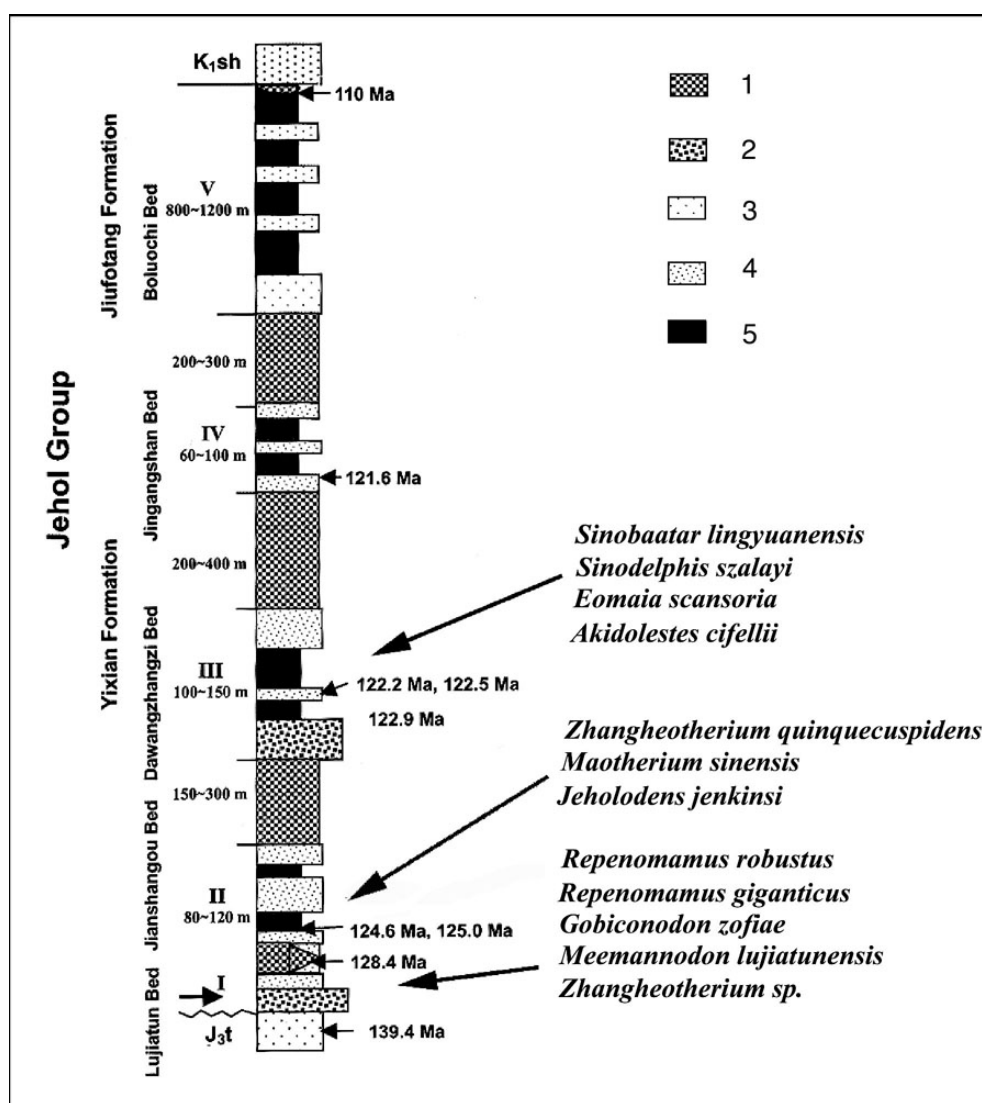 K₁sh
110 Ma
1
2
3
4
5
V
800~1200 m
Jiufotang Formation
Boluochi Bed
200~300 m
Jehol Group
IV
60~100 m
Jingangshan Bed
121.6 Ma
200~400 m
Yixian Formation
Sinobaatar lingyuanensis
Sinodelphis szalayi
Eomaia scansoria
Akidolestes cifellii
III
100~150 m
Dawangzhangzi Bed
122.2 Ma, 122.5 Ma
122.9 Ma
Zhangheotherium quinquecuspidens
Maotherium sinensis
Jeholodens jenkinsi
150~300 m
Jianshangou Bed
II
80~120 m
124.6 Ma, 125.0 Ma
128.4 Ma
Repenomamus robustus
Repenomamus giganticus
Gobiconodon zofiae
Meemannodon lujiatunensis
Zhangheotherium sp.
I
Lujiatun Bed
J₃t
139.4 Ma